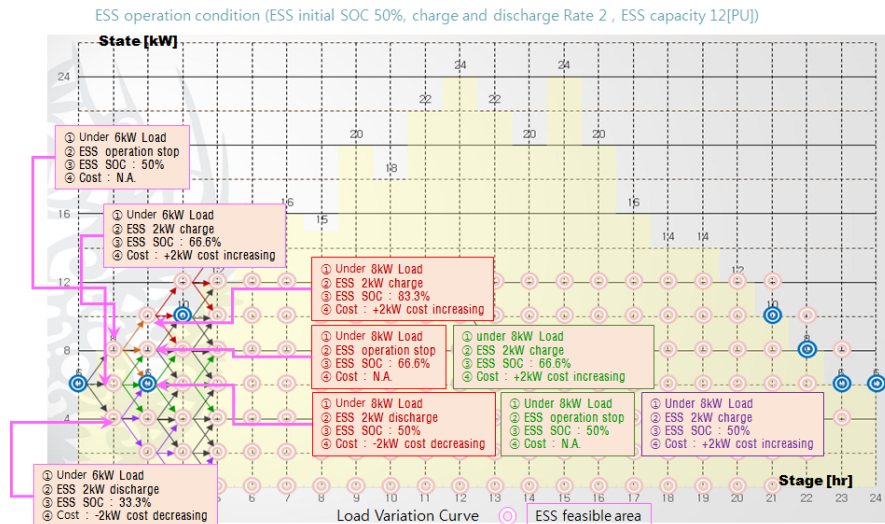 ESS operation condition (ESS initial SOC 50%, charge and discharge Rate 2 , ESS capacity 12[PU])
State [kW]
24
24
22
22
20
20
20
20
18
16
16
16
15
14
14
12
12
12
10
10
8
8
8
6
6
6
6
4
① Under 6kW Load
② ESS operation stop
③ ESS SOC : 50%
④ Cost : N.A.
① Under 6kW Load
② ESS 2kW charge
③ ESS SOC : 66.6%
④ Cost : +2kW cost increasing
① Under 8kW Load
② ESS 2kW charge
③ ESS SOC : 83.3%
④ Cost : +2kW cost increasing
① Under 8kW Load
② ESS operation stop
③ ESS SOC : 66.6%
④ Cost : N.A.
① under 8kW Load
② ESS 2kW charge
③ ESS SOC : 66.6%
④ Cost : +2kW cost increasing
① Under 8kW Load
② ESS 2kW discharge
③ ESS SOC : 50%
④ Cost : -2kW cost decreasing
① Under 8kW Load
② ESS operation stop
③ ESS SOC : 50%
④ Cost : N.A.
① Under 8kW Load
② ESS 2kW charge
③ ESS SOC : 50%
④ Cost : +2kW cost increasing
① Under 6kW Load
② ESS 2kW discharge
③ ESS SOC : 33.3%
④ Cost : -2kW cost decreasing
Stage [hr]
5 6 7 8 9 10 11 12 13 14 15 16 17 18 19 20 21 22 23 24
Load Variation Curve
ESS feasible area